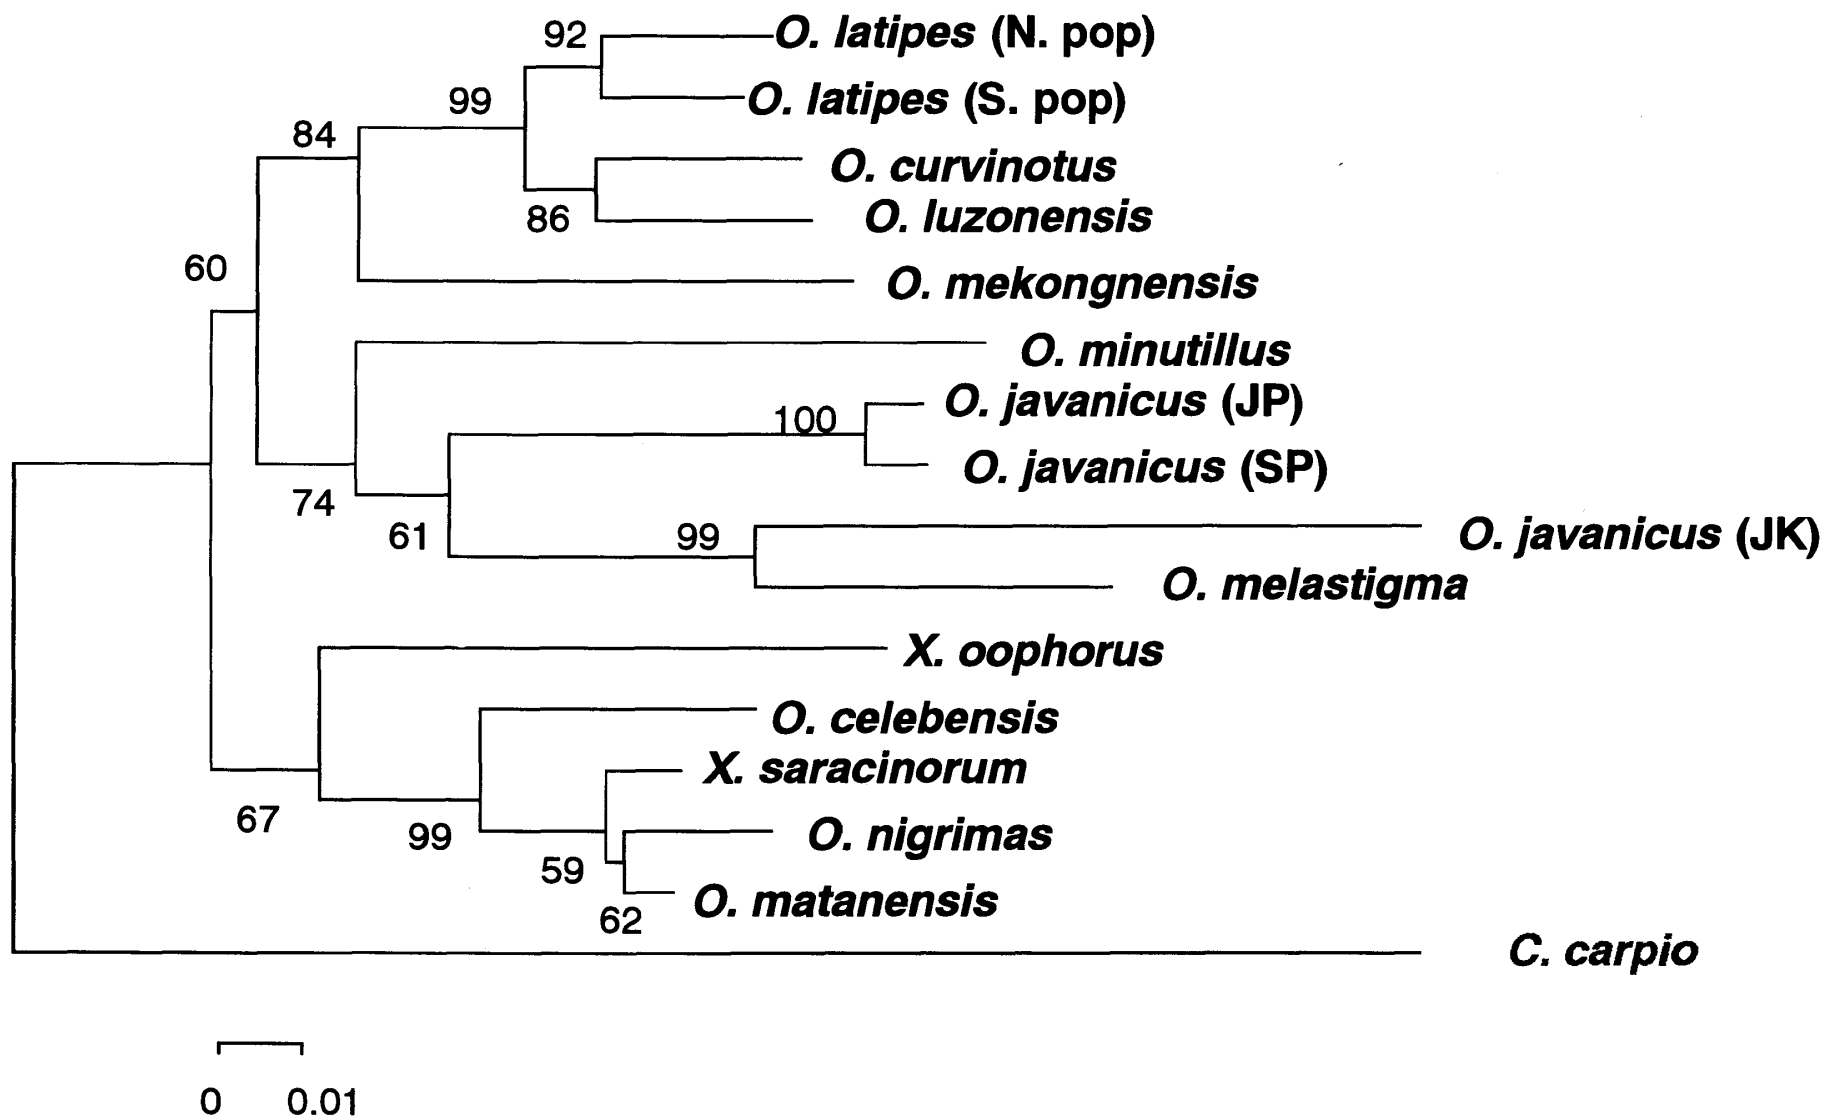 92
O. latipes (N. pop)
99
O. latipes (S. pop)
84
O. curvinotus
86
O. luzonensis
60
O. mekongnensis
O. minutillus
O. javanicus (JP)
100
O. javanicus (SP)
74
61
99
O. javanicus (JK)
O. melastigma
X. oophorus
O. celebensis
X. saracinorum
67
99
O. nigrimas
59
O. matanensis
62
C. carpio
0 0.01